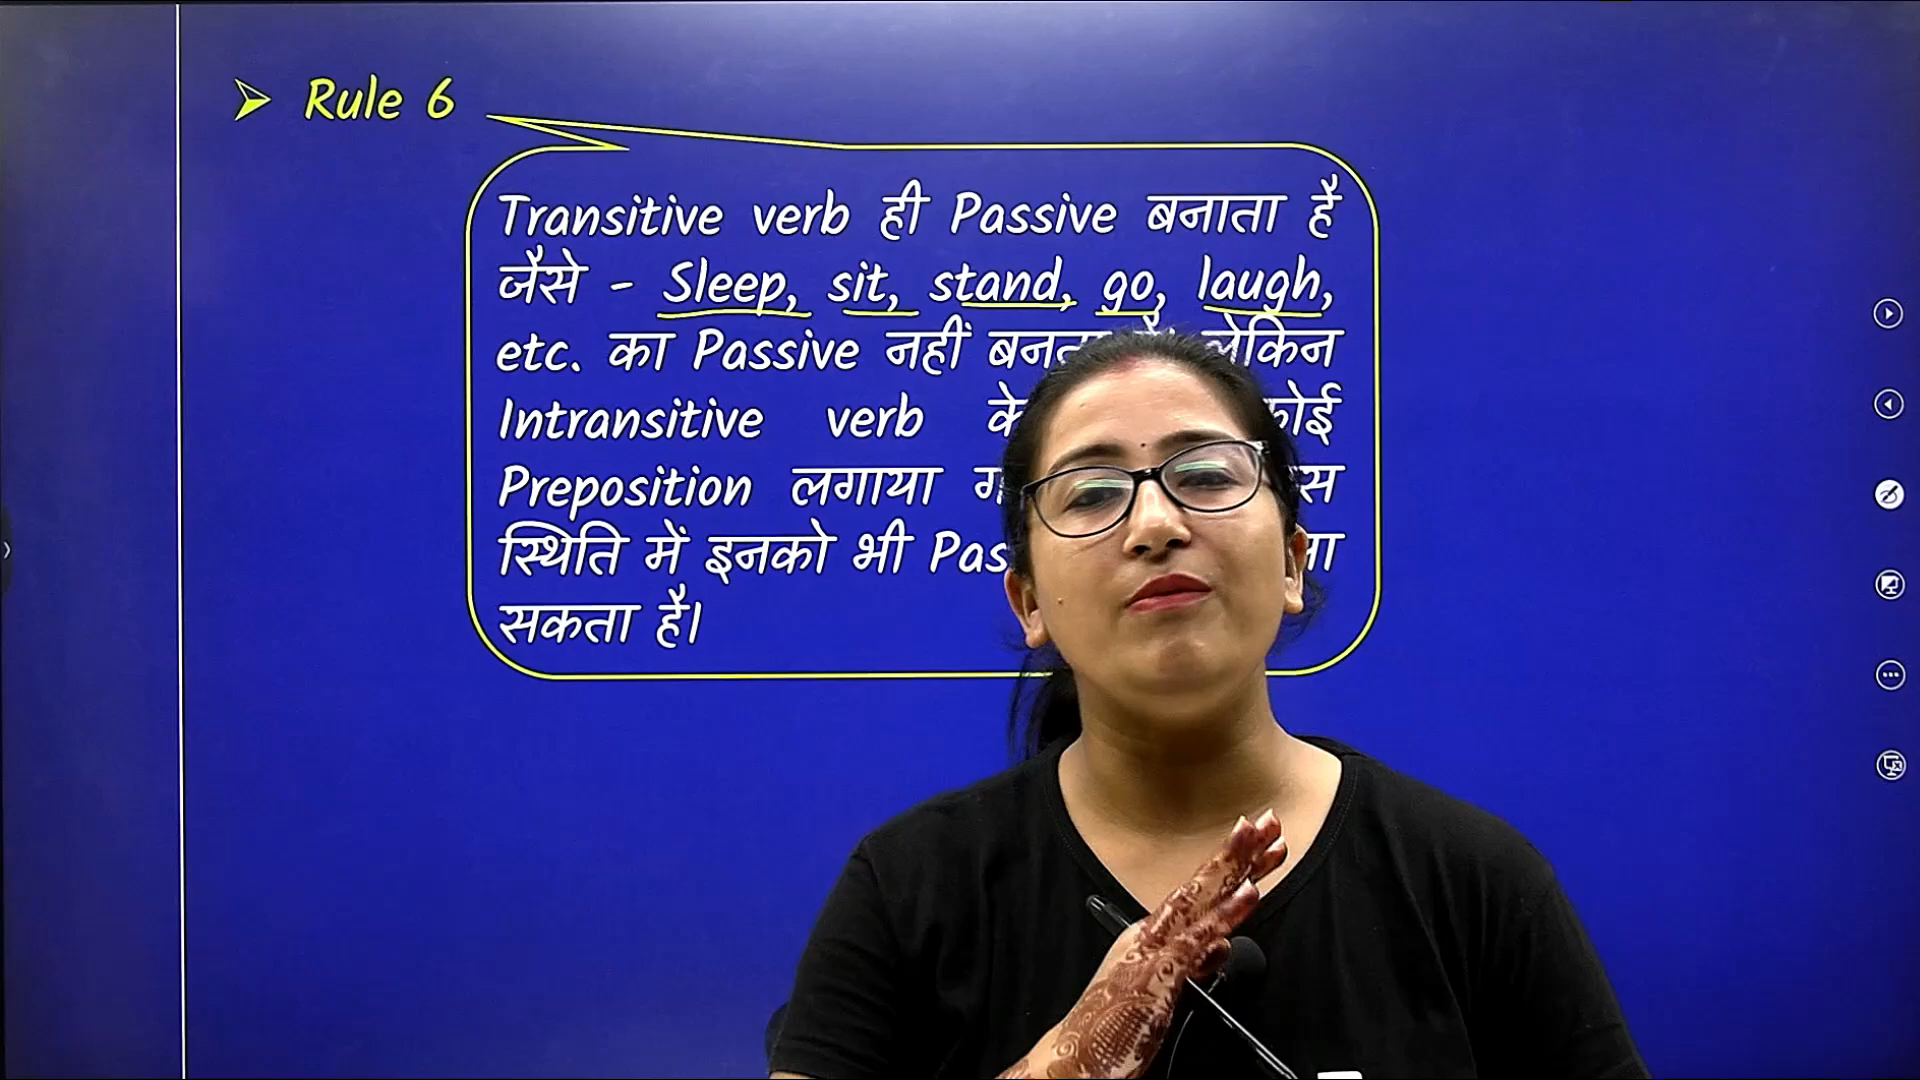 Rule 6
Transitive verb ही Passive बनाता है
जैसे - Sleep, sit, stand, go, laugh,
etc. का Passive नहीं लेकिन
Intransitive verb
Preposition लगाया
स्थिति में इनको भी
सकता है।